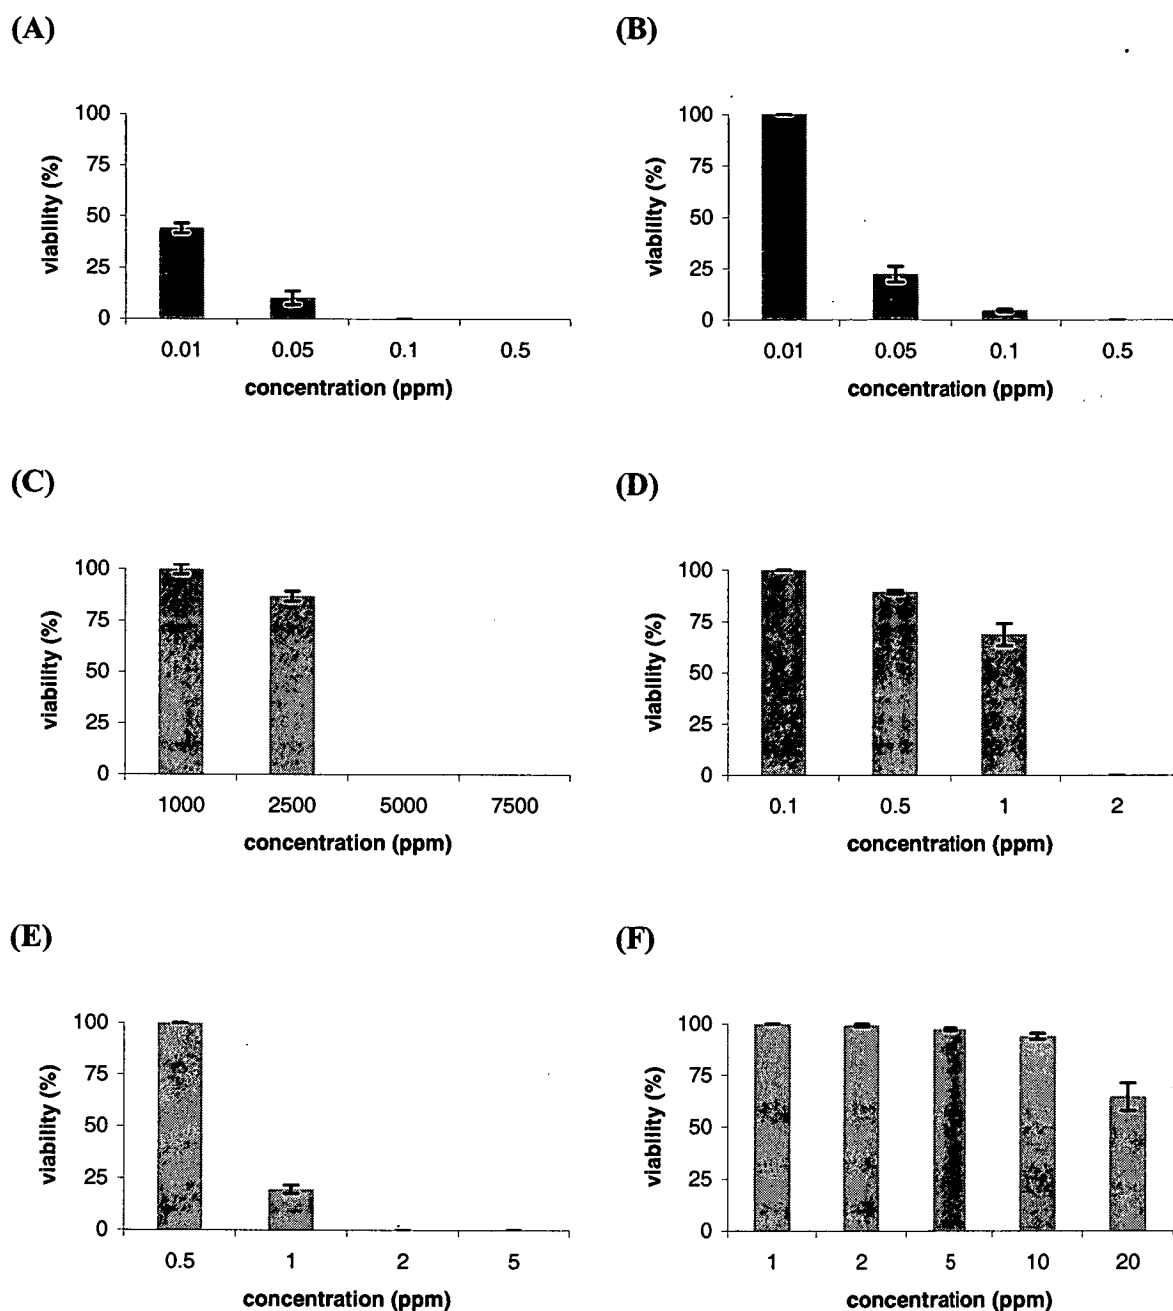 (A)
100
75
50
25
0
viability (%)
0.01 0.05 0.1 0.5
concentration (ppm)
(B)
100
75
50
25
0
viability (%)
0.01 0.05 0.1 0.5
concentration (ppm)
(C)
100
75
50
25
0
viability (%)
1000 2500 5000 7500
concentration (ppm)
(D)
100
75
50
25
0
viability (%)
0.1 0.5 1 2
concentration (ppm)
(E)
100
75
50
25
0
viability (%)
0.5 1 2 5
concentration (ppm)
(F)
100
75
50
25
0
viability (%)
1 2 5 10 20
concentration (ppm)